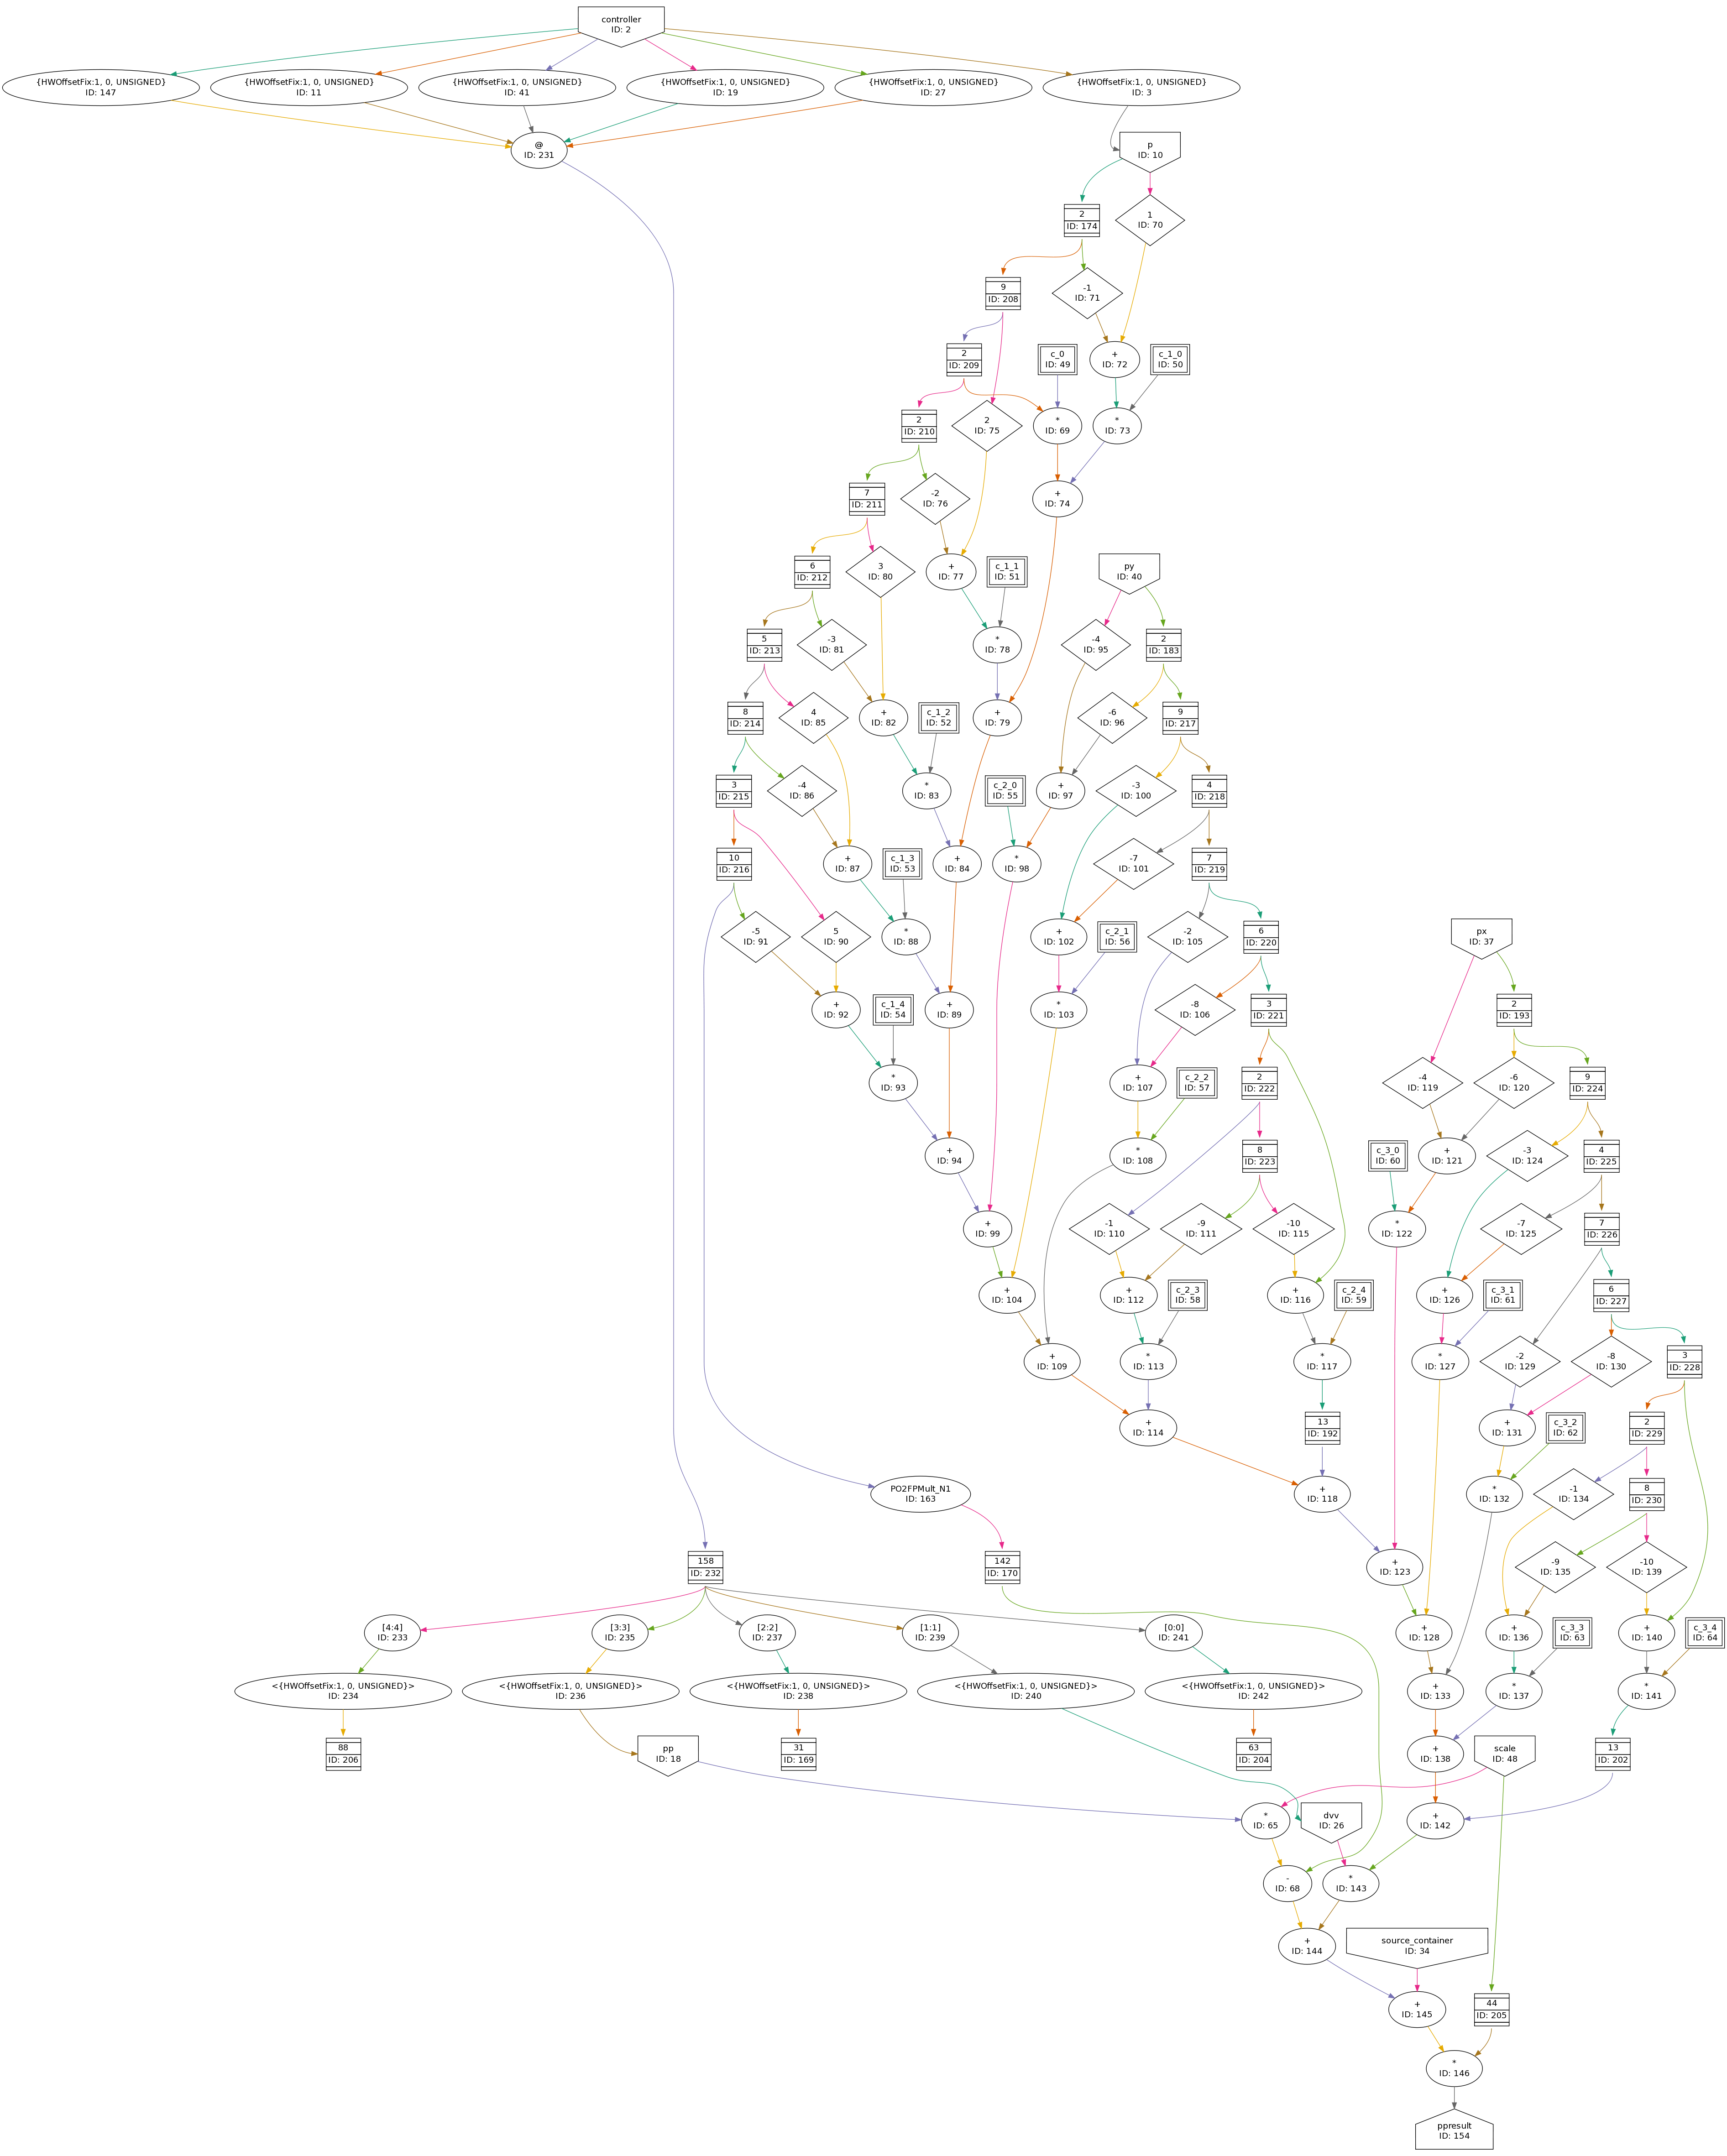 controller
ID: 2
{HWOffsetFix:1, 0, UNSIGNED}
ID: 147
{HWOffsetFix:1, 0, UNSIGNED}
ID: 11
{HWOffsetFix:1, 0, UNSIGNED}
ID: 41
{HWOffsetFix:1, 0, UNSIGNED}
ID: 19
{HWOffsetFix:1, 0, UNSIGNED}
ID: 27
{HWOffsetFix:1, 0, UNSIGNED}
ID: 3
@
ID: 231
p
ID: 10
2
ID: 174
1
ID: 70
9
ID: 208
-1
ID: 71
2
ID: 209
c_0
ID: 49
+
ID: 72
c_1_0
ID: 50
2
ID: 210
2
ID: 75
*
ID: 69
*
ID: 73
7
ID: 211
-2
ID: 76
+
ID: 74
6
ID: 212
3
ID: 80
+
ID: 77
c_1_1
ID: 51
py
ID: 40
5
ID: 213
-3
ID: 81
*
ID: 78
-4
ID: 95
2
ID: 183
8
ID: 214
4
ID: 85
+
ID: 82
c_1_2
ID: 52
+
ID: 79
-6
ID: 96
9
ID: 217
3
ID: 215
-4
ID: 86
*
ID: 83
c_2_0
ID: 55
+
ID: 97
-3
ID: 100
4
ID: 218
10
ID: 216
+
ID: 87
c_1_3
ID: 53
+
ID: 84
*
ID: 98
-7
ID: 101
7
ID: 219
-5
ID: 91
5
ID: 90
*
ID: 88
+
ID: 102
c_2_1
ID: 56
-2
ID: 105
6
ID: 220
px
ID: 37
+
ID: 92
c_1_4
ID: 54
+
ID: 89
*
ID: 103
-8
ID: 106
3
ID: 221
2
ID: 193
*
ID: 93
+
ID: 107
c_2_2
ID: 57
2
ID: 222
-4
ID: 119
-6
ID: 120
9
ID: 224
+
ID: 94
*
ID: 108
8
ID: 223
c_3_0
ID: 60
+
ID: 121
-3
ID: 124
4
ID: 225
+
ID: 99
-1
ID: 110
-9
ID: 111
-10
ID: 115
*
ID: 122
-7
ID: 125
7
ID: 226
+
ID: 104
+
ID: 112
c_2_3
ID: 58
+
ID: 116
c_2_4
ID: 59
+
ID: 126
c_3_1
ID: 61
6
ID: 227
+
ID: 109
*
ID: 113
*
ID: 117
*
ID: 127
-2
ID: 129
-8
ID: 130
3
ID: 228
+
ID: 114
13
ID: 192
+
ID: 131
c_3_2
ID: 62
2
ID: 229
PO2FPMult_N1
ID: 163
+
ID: 118
*
ID: 132
-1
ID: 134
8
ID: 230
158
ID: 232
142
ID: 170
+
ID: 123
-9
ID: 135
-10
ID: 139
[4:4]
ID: 233
[3:3]
ID: 235
[2:2]
ID: 237
[1:1]
ID: 239
[0:0]
ID: 241
+
ID: 128
+
ID: 136
c_3_3
ID: 63
+
ID: 140
c_3_4
ID: 64
<{HWOffsetFix:1, 0, UNSIGNED}>
ID: 234
<{HWOffsetFix:1, 0, UNSIGNED}>
ID: 236
<{HWOffsetFix:1, 0, UNSIGNED}>
ID: 238
<{HWOffsetFix:1, 0, UNSIGNED}>
ID: 240
<{HWOffsetFix:1, 0, UNSIGNED}>
ID: 242
+
ID: 133
*
ID: 137
*
ID: 141
88
ID: 206
pp
ID: 18
31
ID: 169
63
ID: 204
+
ID: 138
scale
ID: 48
13
ID: 202
*
ID: 65
dvv
ID: 26
+
ID: 142
-
ID: 68
*
ID: 143
+
ID: 144
source_container
ID: 34
+
ID: 145
44
ID: 205
*
ID: 146
ppresult
ID: 154